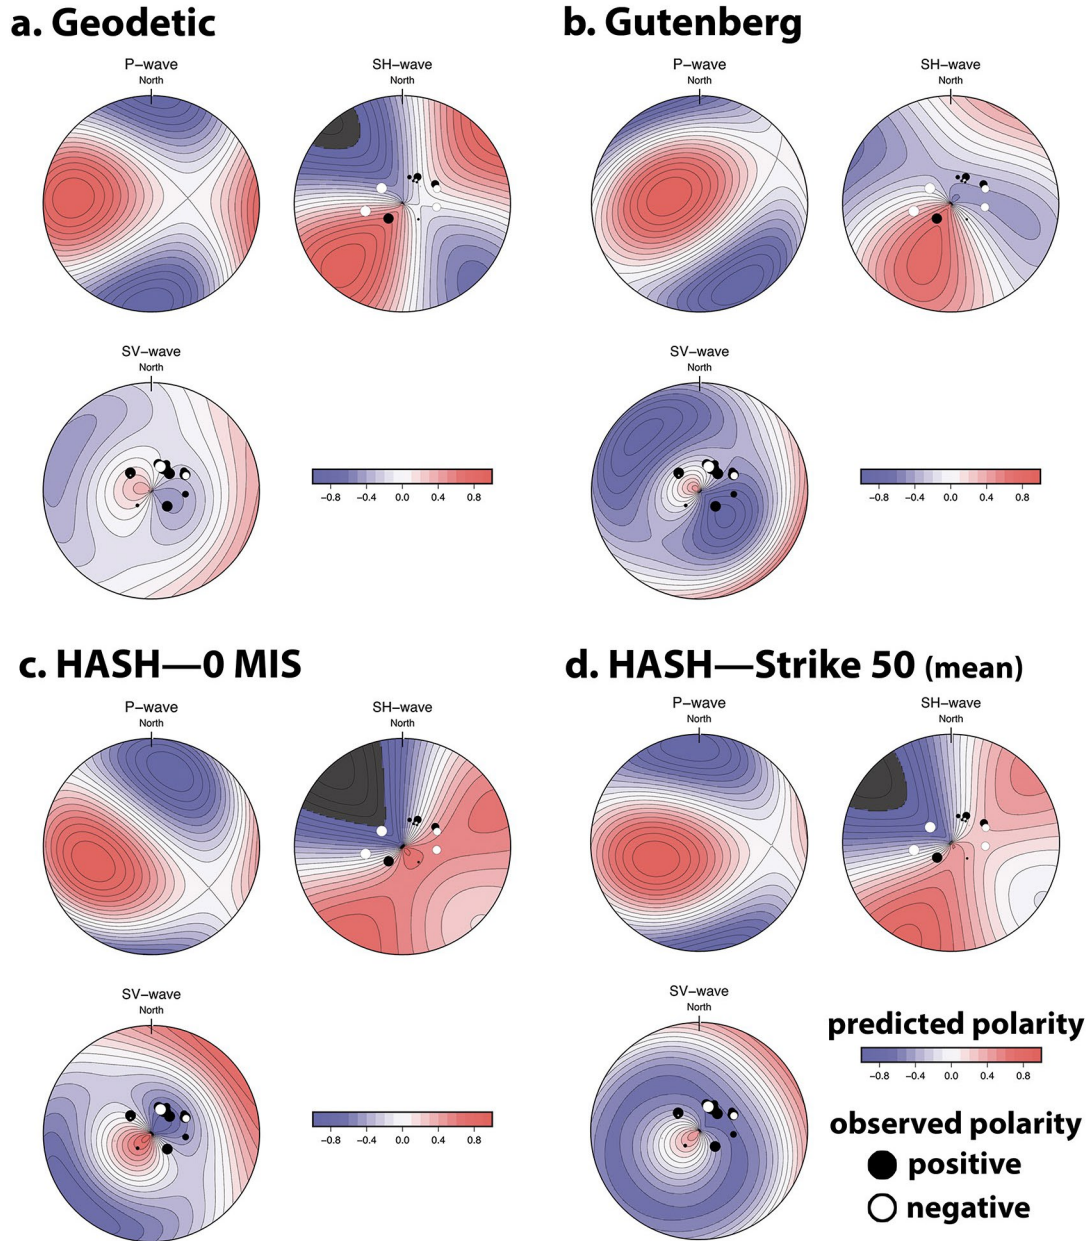 a. Geodetic
b. Gutenberg
P−wave
North
SH−wave
North
P−wave
North
SH−wave
North
SV−wave
North
SV−wave
North
−0.8 −0.4 0.0 0.4 0.8
−0.8 −0.4 0.0 0.4 0.8
c. HASH—0 MIS
d. HASH—Strike 50 (mean)
P−wave
North
SH−wave
North
P−wave
North
SH−wave
North
SV−wave
North
SV−wave
North
−0.8 −0.4 0.0 0.4 0.8
predicted polarity
−0.8 −0.4 0.0 0.4 0.8
observed polarity
positive
negative